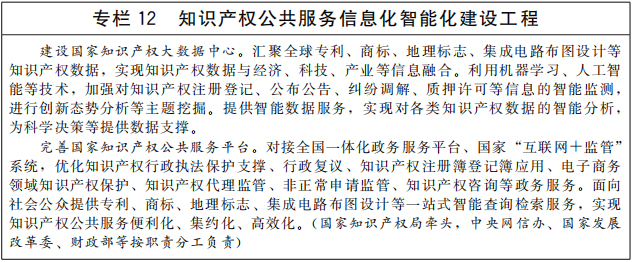 专栏 12 知识产权公共服务信息化智能化建设工程
建设国家知识产权大数据中心。汇聚全球专利、商标、地理标志、集成电路布图设计等
知识产权数据，实现知识产权数据与经济、科技、产业等信息融合。利用机器学习、人工智
能等技术，加强对知识产权注册登记、公布公告、纠纷调解、质押许可等信息的智能监测，
进行创新态势分析等主题挖掘。提供智能数据服务，实现对各类知识产权数据的智能分析，
为科学决策等提供数据支撑。
完善国家知识产权公共服务平台。对接全国一体化政务服务平台、国家“互联网＋监管”
系统，优化知识产权行政执法保护支撑、行政复议、知识产权注册簿登记簿应用、电子商务
领域知识产权保护、知识产权代理监管、非正常申请监管、知识产权咨询等政务服务。面向
社会公众提供专利、商标、地理标志、集成电路布图设计等一站式智能查询检索服务，实现
知识产权公共服务便利化、集约化、高效化。（国家知识产权局牵头，中央网信办、国家发展
改革委、财政部等按职责分工负责）